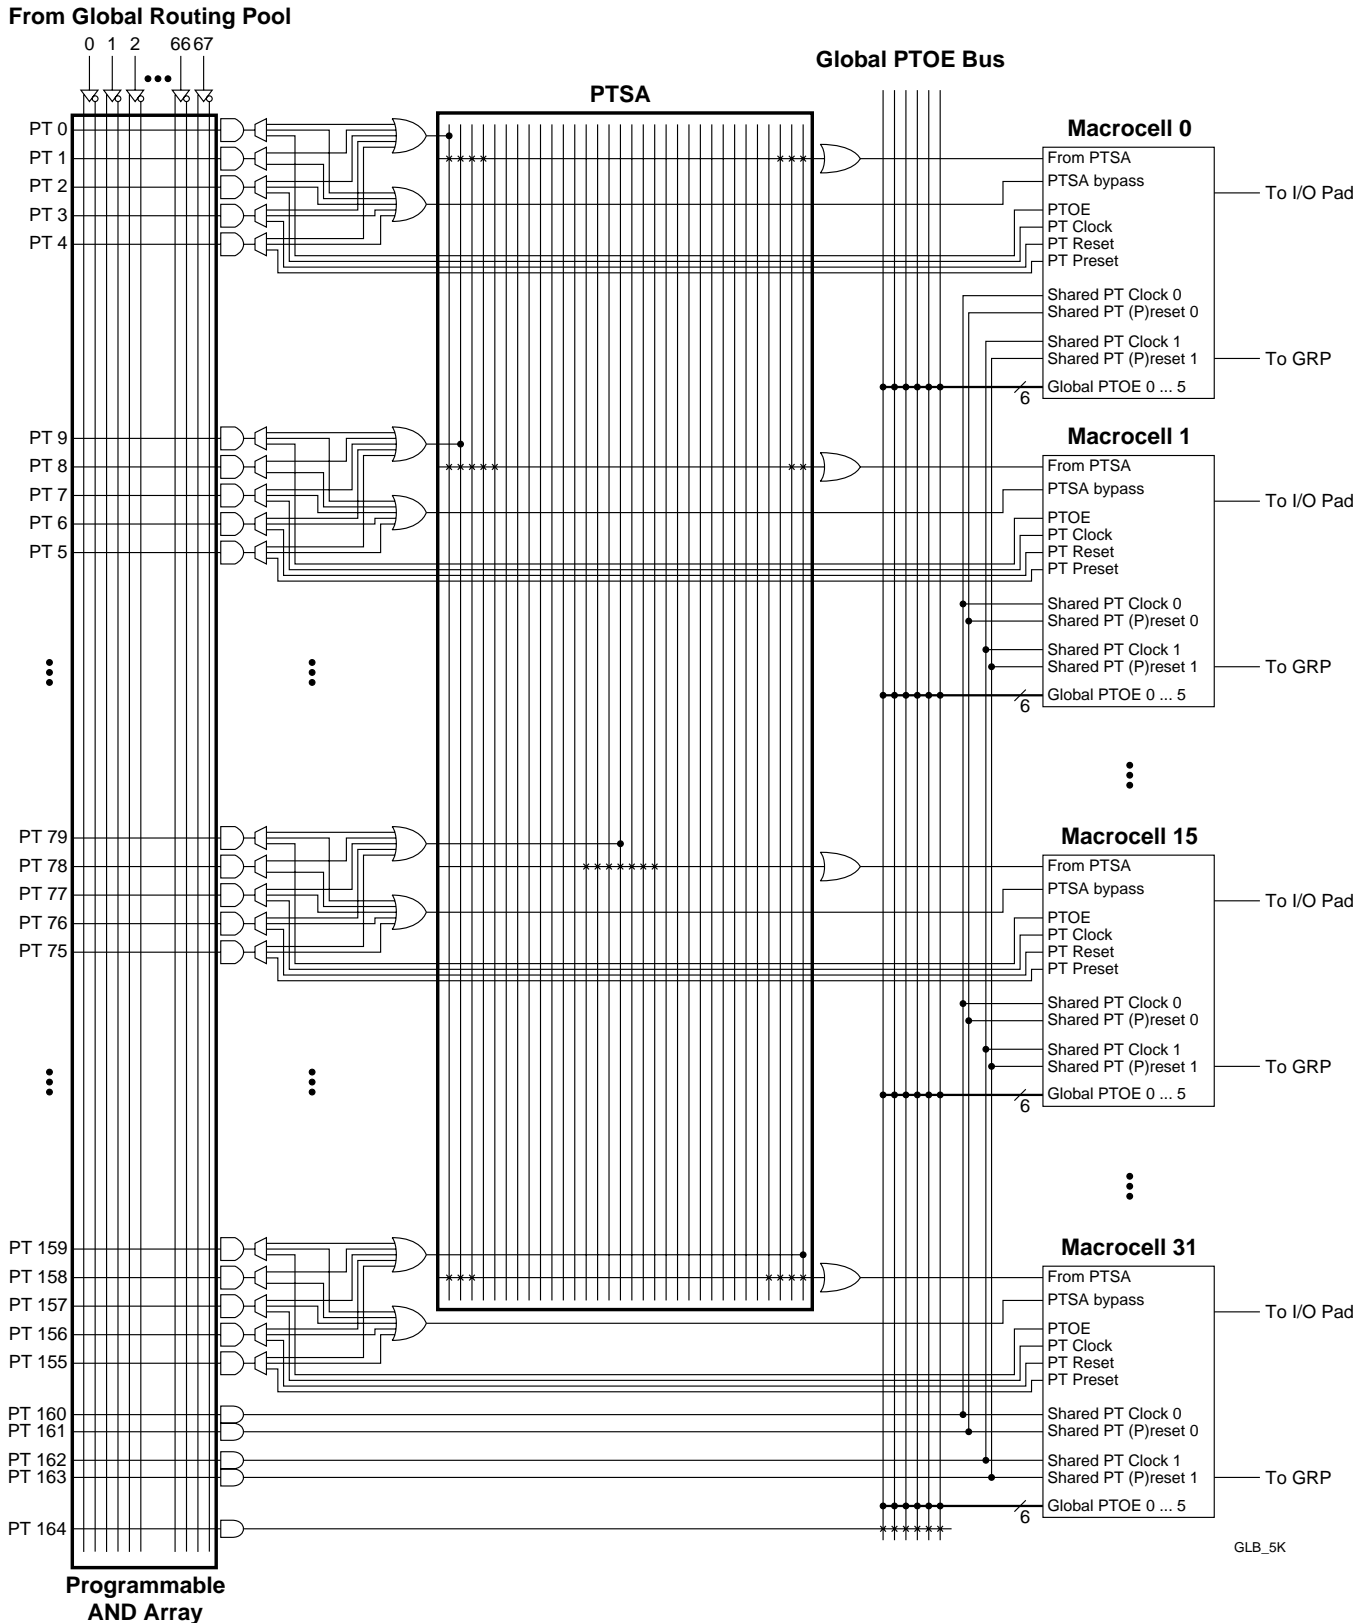 From Global Routing Pool
0 1 2 66 67
Global PTOE Bus
PTSA
PT 0
PT 1
PT 2
PT 3
PT 4
Macrocell 0
From PTSA
PTSA bypass
PTOE
PT Clock
PT Reset
PT Preset
Shared PT Clock 0
Shared PT (P)reset 0
Shared PT Clock 1
Shared PT (P)reset 1
Global PTOE 0 ... 5
6
To I/O Pad
To GRP
PT 9
PT 8
PT 7
PT 6
PT 5
Macrocell 1
From PTSA
PTSA bypass
PTOE
PT Clock
PT Reset
PT Preset
Shared PT Clock 0
Shared PT (P)reset 0
Shared PT Clock 1
Shared PT (P)reset 1
Global PTOE 0 ... 5
6
To I/O Pad
To GRP
PT 79
PT 78
PT 77
PT 76
PT 75
Macrocell 15
From PTSA
PTSA bypass
PTOE
PT Clock
PT Reset
PT Preset
Shared PT Clock 0
Shared PT (P)reset 0
Shared PT Clock 1
Shared PT (P)reset 1
Global PTOE 0 ... 5
6
To I/O Pad
To GRP
PT 159
PT 158
PT 157
PT 156
PT 155
PT 160
PT 161
PT 162
PT 163
PT 164
Macrocell 31
From PTSA
PTSA bypass
PTOE
PT Clock
PT Reset
PT Preset
Shared PT Clock 0
Shared PT (P)reset 0
Shared PT Clock 1
Shared PT (P)reset 1
Global PTOE 0 ... 5
6
To I/O Pad
To GRP
GLB_5K
Programmable
AND Array